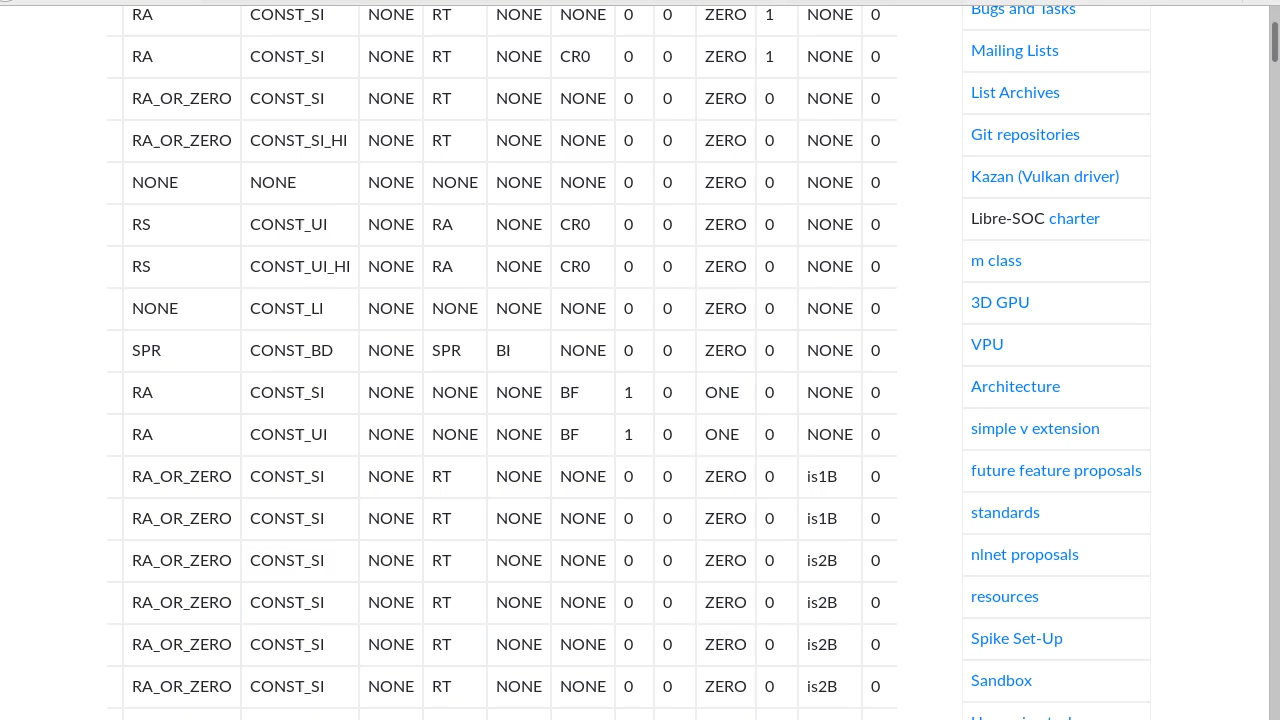 RA CONST_SI NONE RT NONE NONE 0 0 ZERO 1 NONE 0
RA CONST_SI NONE RT NONE CR0 0 0 ZERO 1 NONE 0
RA_OR_ZERO CONST_SI NONE RT NONE NONE 0 0 ZERO 0 NONE 0
RA_OR_ZERO CONST_SI_HI NONE RT NONE NONE 0 0 ZERO 0 NONE 0
NONE NONE NONE NONE NONE NONE 0 0 ZERO 0 NONE 0
RS CONST_UI NONE RA NONE CR0 0 0 ZERO 0 NONE 0
RS CONST_UI_HI NONE RA NONE CR0 0 0 ZERO 0 NONE 0
NONE CONST_LI NONE NONE NONE NONE 0 0 ZERO 0 NONE 0
SPR CONST_BD NONE SPR BI NONE 0 0 ZERO 0 NONE 0
RA CONST_SI NONE NONE NONE BF 1 0 ONE 0 NONE 0
RA CONST_UI NONE NONE NONE BF 1 0 ONE 0 NONE 0
RA_OR_ZERO CONST_SI NONE RT NONE NONE 0 0 ZERO 0 is1B 0
RA_OR_ZERO CONST_SI NONE RT NONE NONE 0 0 ZERO 0 is1B 0
RA_OR_ZERO CONST_SI NONE RT NONE NONE 0 0 ZERO 0 is2B 0
RA_OR_ZERO CONST_SI NONE RT NONE NONE 0 0 ZERO 0 is2B 0
RA_OR_ZERO CONST_SI NONE RT NONE NONE 0 0 ZERO 0 is2B 0
RA_OR_ZERO CONST_SI NONE RT NONE NONE 0 0 ZERO 0 is2B 0
Bugs and Tasks
Mailing Lists
List Archives
Git repositories
Kazan (Vulkan driver)
Libre-SOC charter
m class
3D GPU
VPU
Architecture
simple v extension
future feature proposals
standards
nlnet proposals
resources
Spike Set-Up
Sandbox